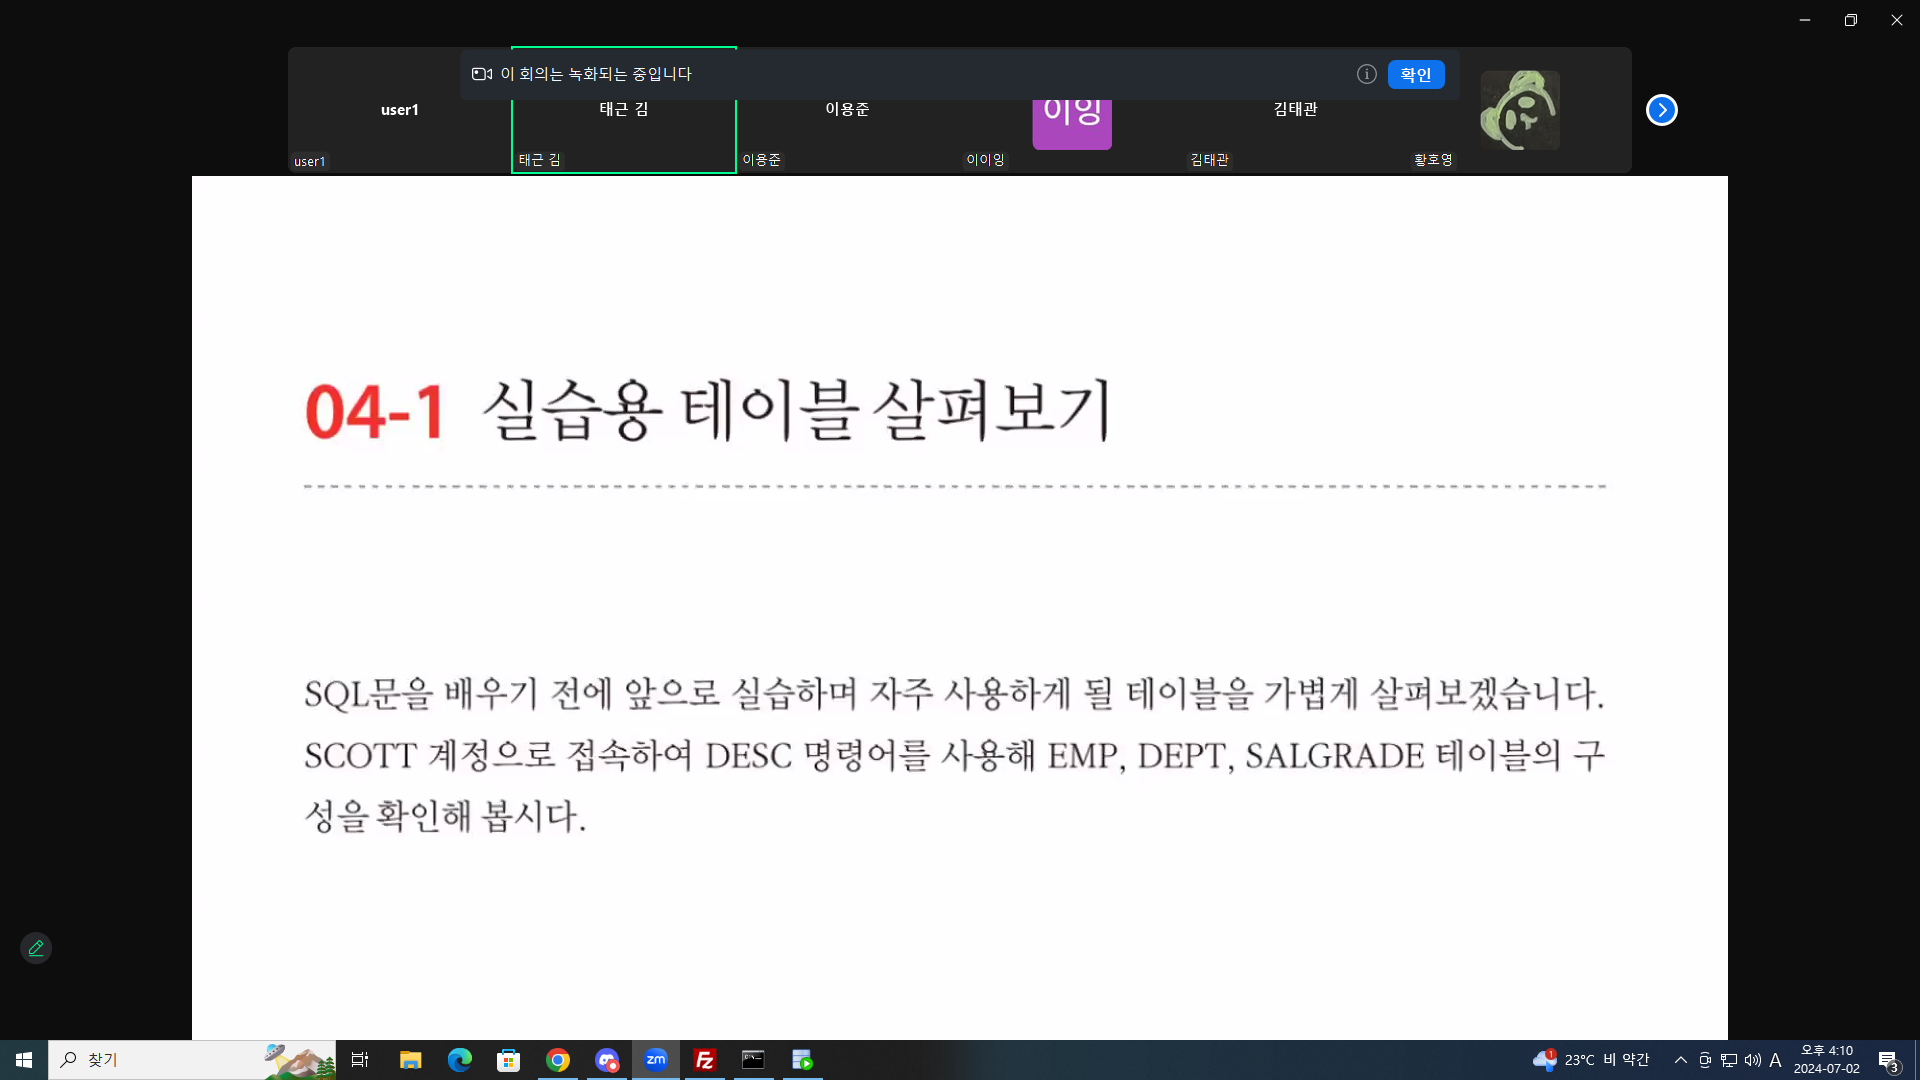 이 회의는 녹화되는 중입니다
확인
user1
태근 김
이용준
이잉
김태관
user1
태근 김
이용준
이이잉
김태관
황호영
04-1 실습용 테이블 살펴보기
SQL문을 배우기 전에 앞으로 실습하며 자주 사용하게 될 테이블을 가볍게 살펴보겠습니다.
SCOTT 계정으로 접속하여 DESC 명령어를 사용해 EMP, DEPT, SALGRADE 테이블의 구
성을 확인해 봅시다.
찾기
zm
Fz
1
23°C 비 약간
A
오후 4:10
2024-07-02
3